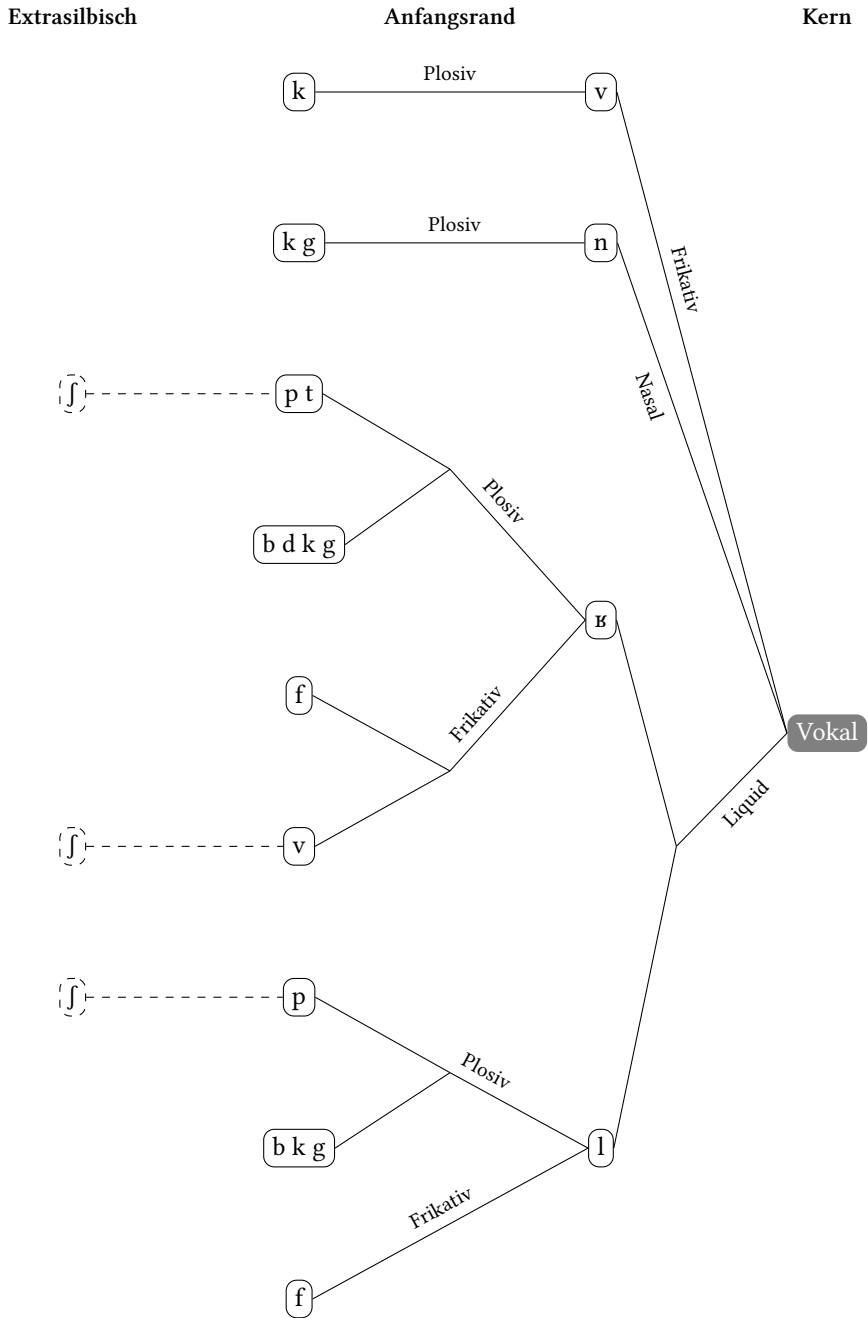 Extrasilbisch Anfangsrand Kern
k Plosiv v
k g Plosiv n
Frikativ
Nasal
ʃ p t
Plosiv
b d k g
ʁ
f
Frikativ
Vokal
Liquid
ʃ v
ʃ p
Plosiv
b k g l
Frikativ
f